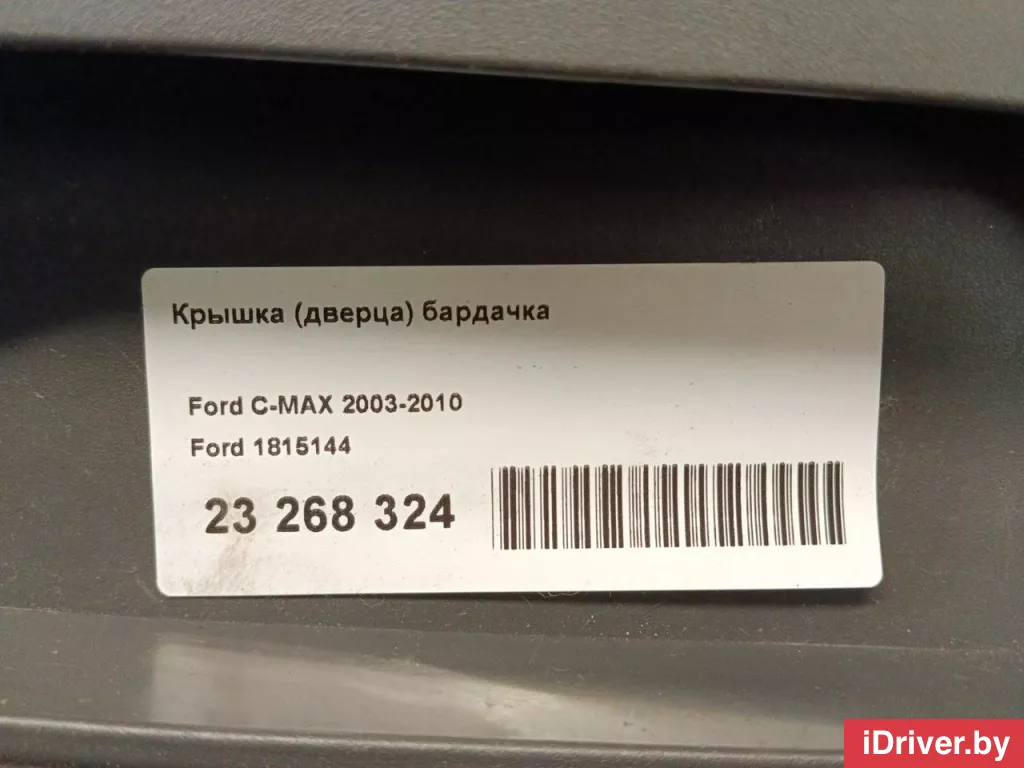 Крышка (дверца) бардачка
Ford C-MAX 2003-2010
Ford 1815144
23 268 324
iDriver.by